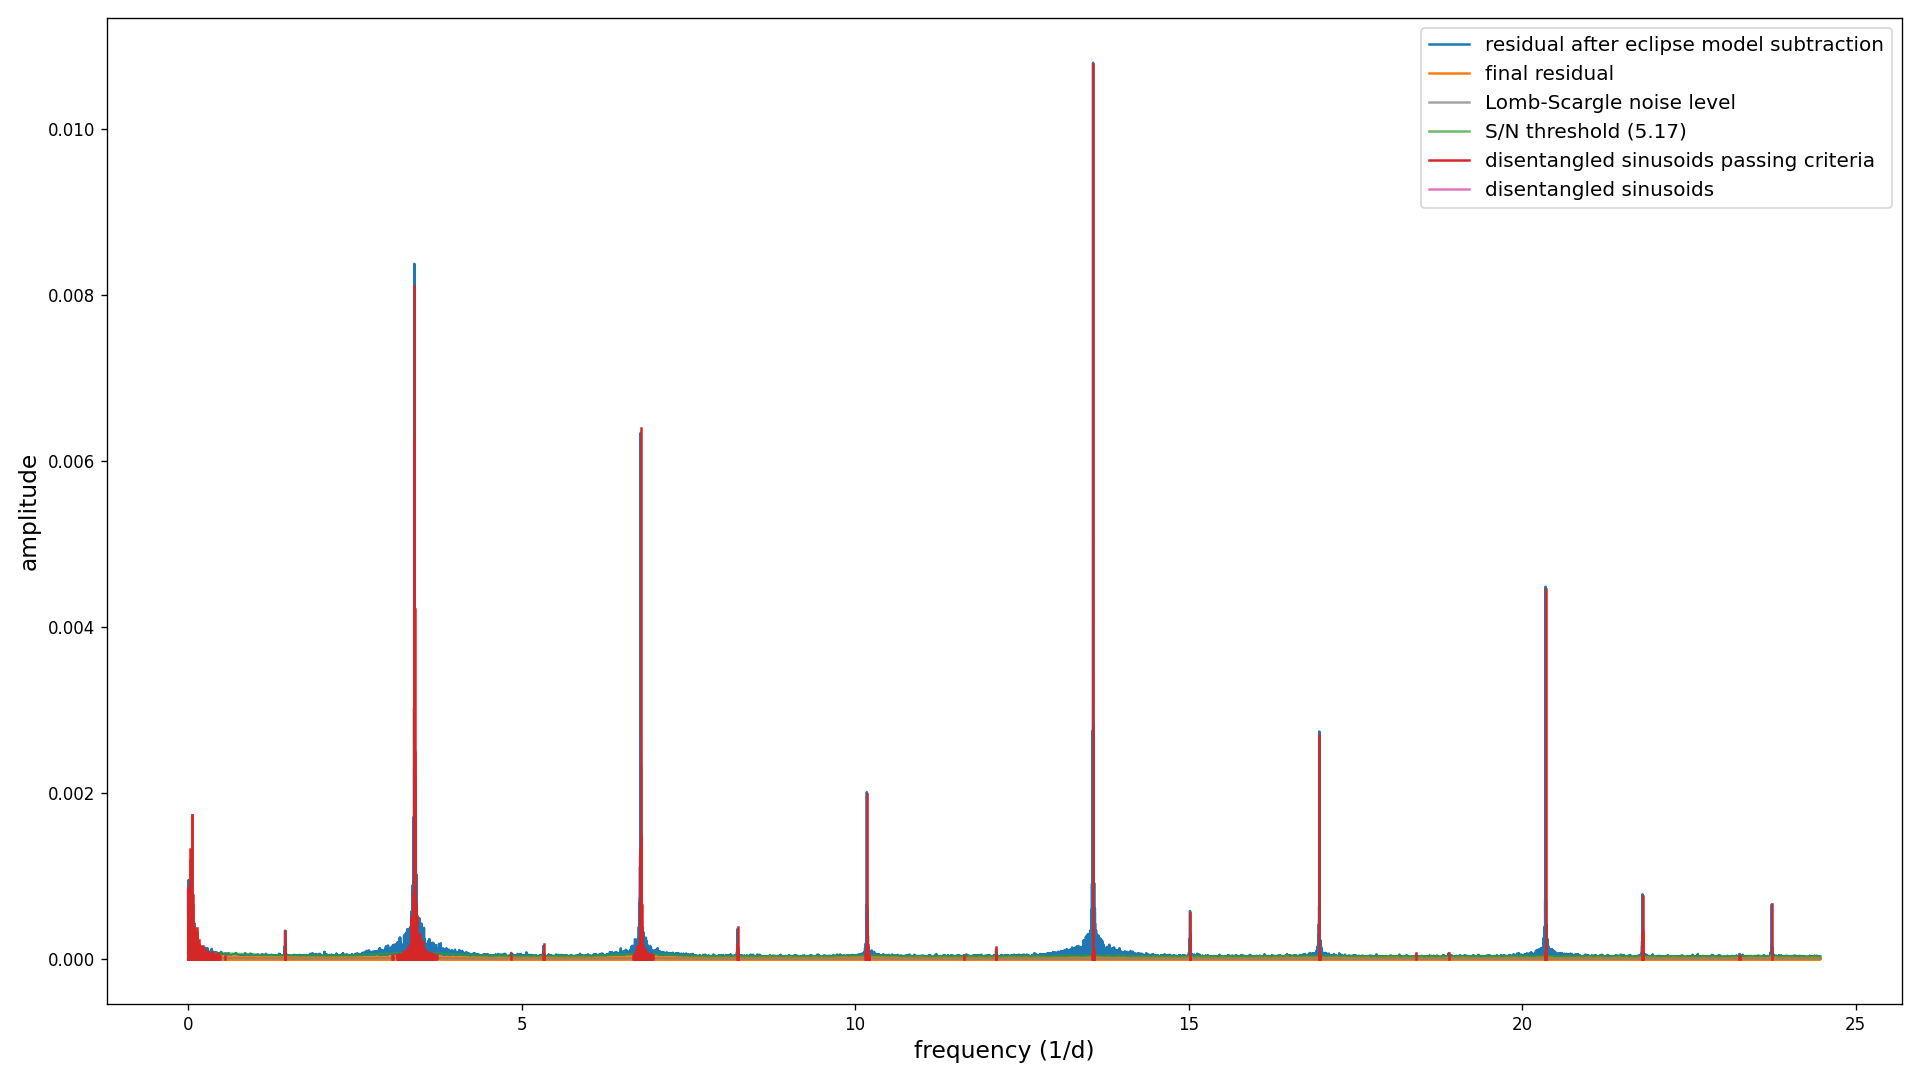 residual after eclipse model subtraction
final residual
Lomb-Scargle noise level
S/N threshold (5.17)
disentangled sinusoids passing criteria
disentangled sinusoids
amplitude
0.010
0.008
0.006
0.004
0.002
0.000
0 5 10 15 20 25
frequency (1/d)